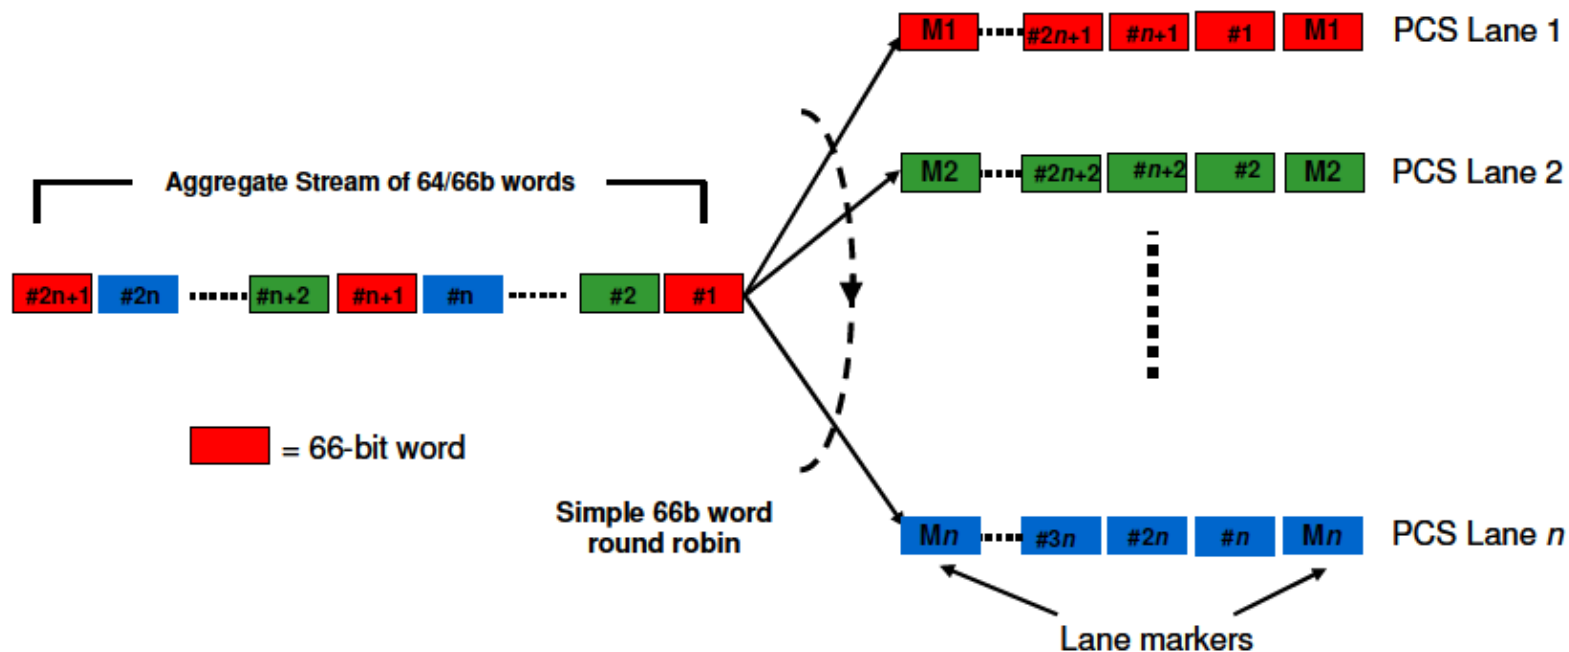 M1 #2n+1 #n+1 #1 M1 PCS Lane 1
M2 #2n+2 #n+2 #2 M2 PCS Lane 2
Aggregate Stream of 64/66b words
#2n+1 #2n #n+2 #n+1 #n #2 #1
= 66-bit word
Simple 66b word
round robin
Mn #3n #2n #n Mn PCS Lane n
Lane markers